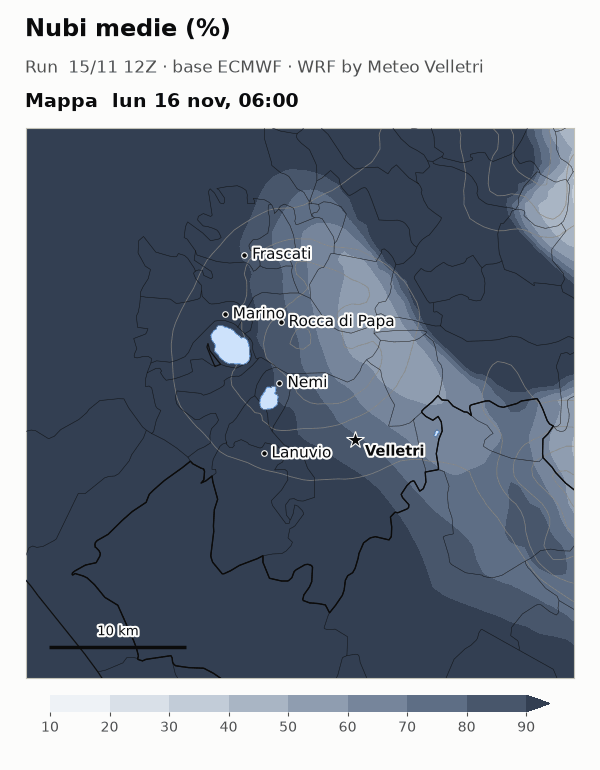 Nubi medie (%)
Run 15/11 12Z · base ECMWF · WRF by Meteo Velletri
Mappa lun 16 nov, 06:00
Frascati
Marino
Rocca di Papa
Nemi
Velletri
Lanuvio
10 km
10 20 30 40 50 60 70 80 90